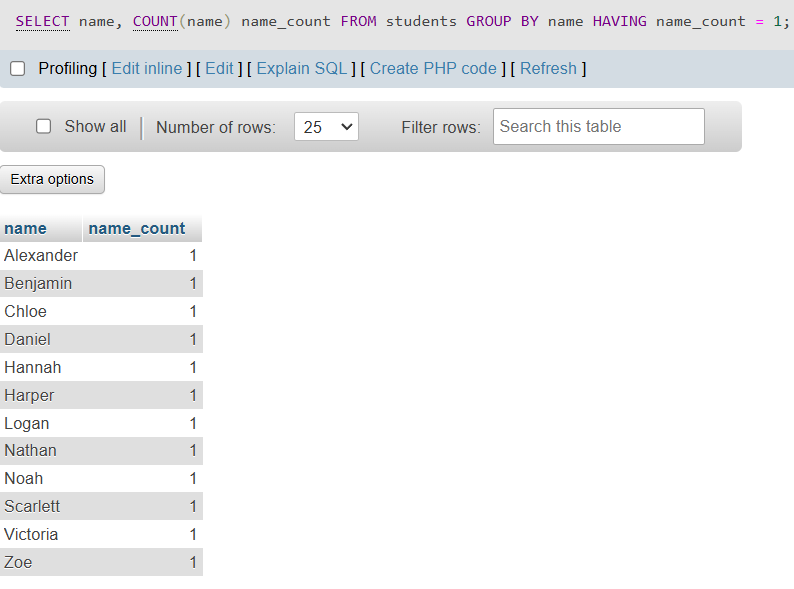 SELECT name, COUNT(name) name_count FROM students GROUP BY name HAVING name_count = 1;
Profiling [ Edit inline ] [ Edit ] [ Explain SQL ] [ Create PHP code ] [ Refresh ]
Show all Number of rows: 25 Filter rows: Search this table
Extra options
name name_count
Alexander 1
Benjamin 1
Chloe 1
Daniel 1
Hannah 1
Harper 1
Logan 1
Nathan 1
Noah 1
Scarlett 1
Victoria 1
Zoe 1